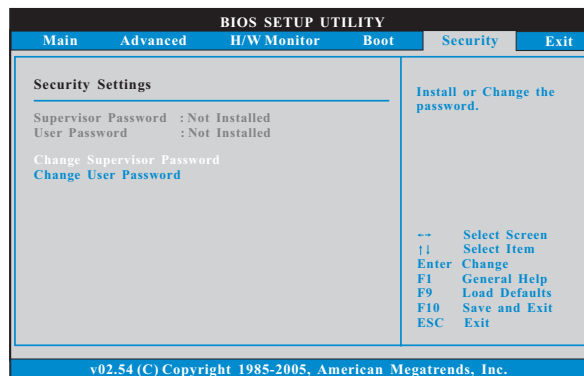 BIOS SETUP UTILITY
Main Advanced H/W Monitor Boot Security Exit
Security Settings
Supervisor Password : Not Installed
User Password : Not Installed
Change Supervisor Password
Change User Password
Install or Change the
password.
←→ Select Screen
↑↓ Select Item
Enter Change
F1 General Help
F9 Load Defaults
F10 Save and Exit
ESC Exit
v02.54 (C) Copyright 1985-2005, American Megatrends, Inc.